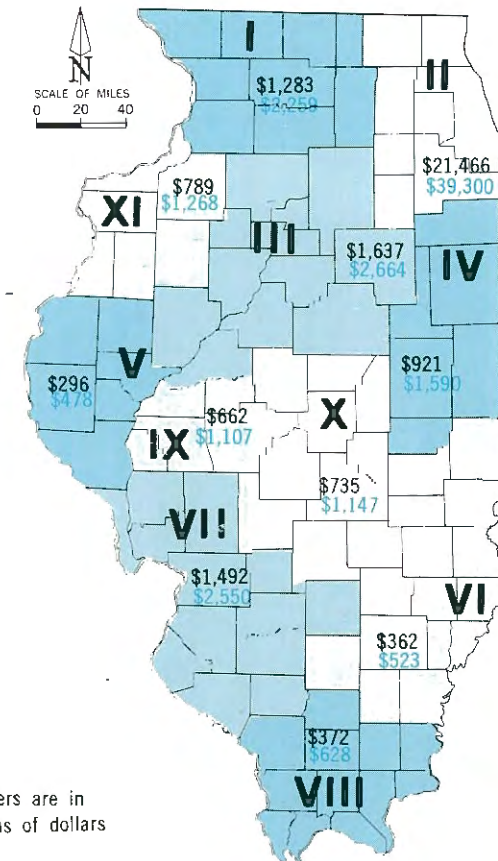 N
SCALE OF MILES
0 20 40
I
$1,283
$2,259
II
$21,466
$39,300
$789
$1,268
XI
III
$1,637
$2,664
IV
V
$296
$478
$921
$1,590
$662
$1,107
IX
X
$735
$1,147
VII
$1,492
$2,550
VI
$362
$523
$372
$628
VIII
ers are in
s of dollars